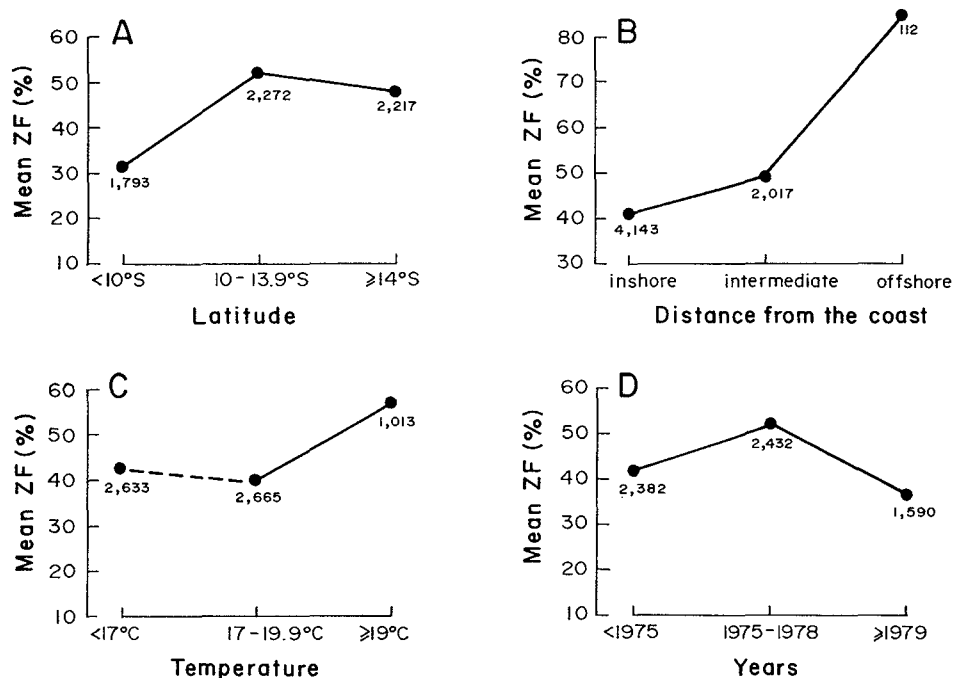 A
Mean ZF (%)
60
50
40
30
20
10
1,793
2,272
2,217
<10°S
10-13.9°S
⩾14°S
Latitude
B
Mean ZF (%)
80
70
60
50
40
30
4,143
2,017
112
inshore
intermediate
offshore
Distance from the coast
C
Mean ZF (%)
60
50
40
30
20
10
2,633
2,665
1,013
<17°C
17-19.9°C
⩾19°C
Temperature
D
Mean ZF (%)
60
50
40
30
20
10
2,382
2,432
1,590
<1975
1975-1978
⩾1979
Years